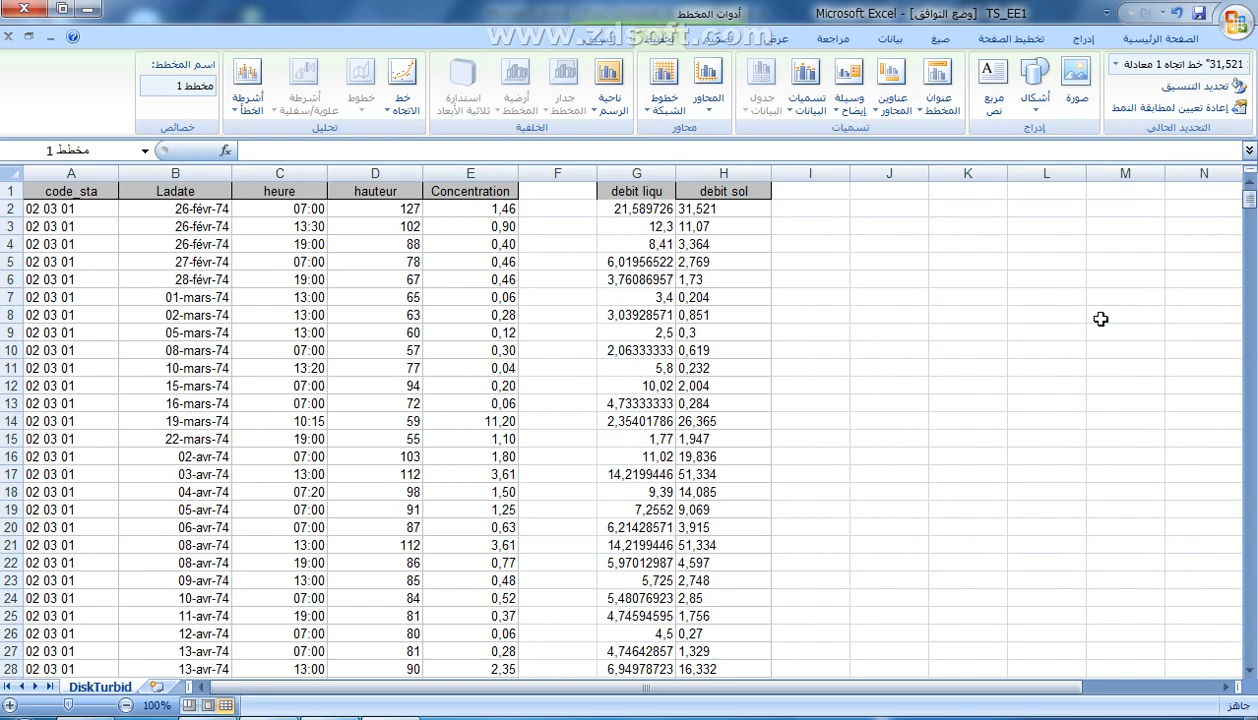 أدوات المخطط
TS_EE1 [وضع التوافق] - Microsoft Excel
www.zdsoft.com
الصفحة الرئيسية إدراج تخطيط الصفحة صيغ بيانات مراجعة عرض تصميم تخطيط تنسيق
"31,521" خط اتجاه 1 معادلة
تحديد التنسيق
إعادة تعيين لمطابقة النمط
التحديد الحالي
صورة
أشكال
مربع نص
إدراج
عنوان المخطط
عناوين المحاور
وسيلة إيضاح
تسميات البيانات
جدول البيانات
تسميات
المحاور
خطوط الشبكة
محاور
ناحية الرسم
جدار المخطط
أرضية المخطط
استدارة ثلاثية الأبعاد
الخلفية
خط الاتجاه
خطوط
أشرطة علوية/سفلية
أشرطة الخطأ
تحليل
اسم المخطط:
مخطط 1
خصائص
مخطط 1
fx
A B C D E F G H I J K L M N
1 code_sta Ladate heure hauteur Concentration debit liqu debit sol
2 02 03 01 26-févr-74 07:00 127 1,46 21,589726 31,521
3 02 03 01 26-févr-74 13:30 102 0,90 12,3 11,07
4 02 03 01 26-févr-74 19:00 88 0,40 8,41 3,364
5 02 03 01 27-févr-74 07:00 78 0,46 6,01956522 2,769
6 02 03 01 28-févr-74 19:00 67 0,46 3,76086957 1,73
7 02 03 01 01-mars-74 13:00 65 0,06 3,4 0,204
8 02 03 01 02-mars-74 13:00 63 0,28 3,03928571 0,851
9 02 03 01 05-mars-74 13:00 60 0,12 2,5 0,3
10 02 03 01 08-mars-74 07:00 57 0,30 2,06333333 0,619
11 02 03 01 10-mars-74 13:20 77 0,04 5,8 0,232
12 02 03 01 15-mars-74 07:00 94 0,20 10,02 2,004
13 02 03 01 16-mars-74 07:00 72 0,06 4,73333333 0,284
14 02 03 01 19-mars-74 10:15 59 11,20 2,35401786 26,365
15 02 03 01 22-mars-74 19:00 55 1,10 1,77 1,947
16 02 03 01 02-avr-74 07:00 103 1,80 11,02 19,836
17 02 03 01 03-avr-74 13:00 112 3,61 14,2199446 51,334
18 02 03 01 04-avr-74 07:20 98 1,50 9,39 14,085
19 02 03 01 05-avr-74 07:00 91 1,25 7,2552 9,069
20 02 03 01 06-avr-74 07:00 87 0,63 6,21428571 3,915
21 02 03 01 08-avr-74 13:00 112 3,61 14,2199446 51,334
22 02 03 01 08-avr-74 19:00 86 0,77 5,97012987 4,597
23 02 03 01 09-avr-74 13:00 85 0,48 5,725 2,748
24 02 03 01 10-avr-74 07:00 84 0,52 5,48076923 2,85
25 02 03 01 11-avr-74 19:00 81 0,37 4,74594595 1,756
26 02 03 01 12-avr-74 07:00 80 0,06 4,5 0,27
27 02 03 01 13-avr-74 07:00 81 0,28 4,74642857 1,329
28 02 03 01 13-avr-74 13:00 90 2,35 6,94978723 16,332
DiskTurbid
100%
جاهز